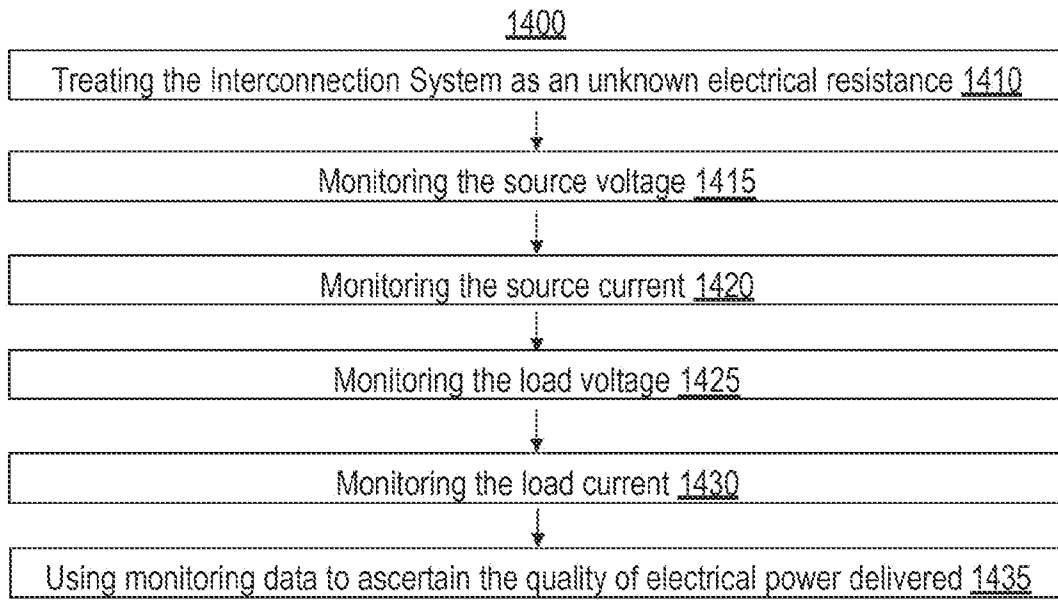 1400
Treating the Interconnection System as an unknown electrical resistance 1410
Monitoring the source voltage 1415
Monitoring the source current 1420
Monitoring the load voltage 1425
Monitoring the load current 1430
Using monitoring data to ascertain the quality of electrical power delivered 1435